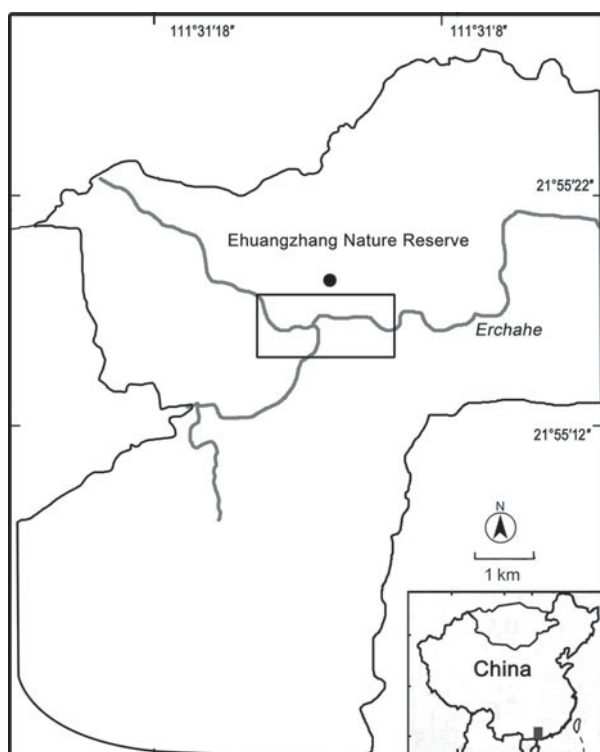 111°31′18″
111°31′8″
21°55′22″
Ehuangzhang Nature Reserve
Erchahe
21°55′12″
N
1 km
China